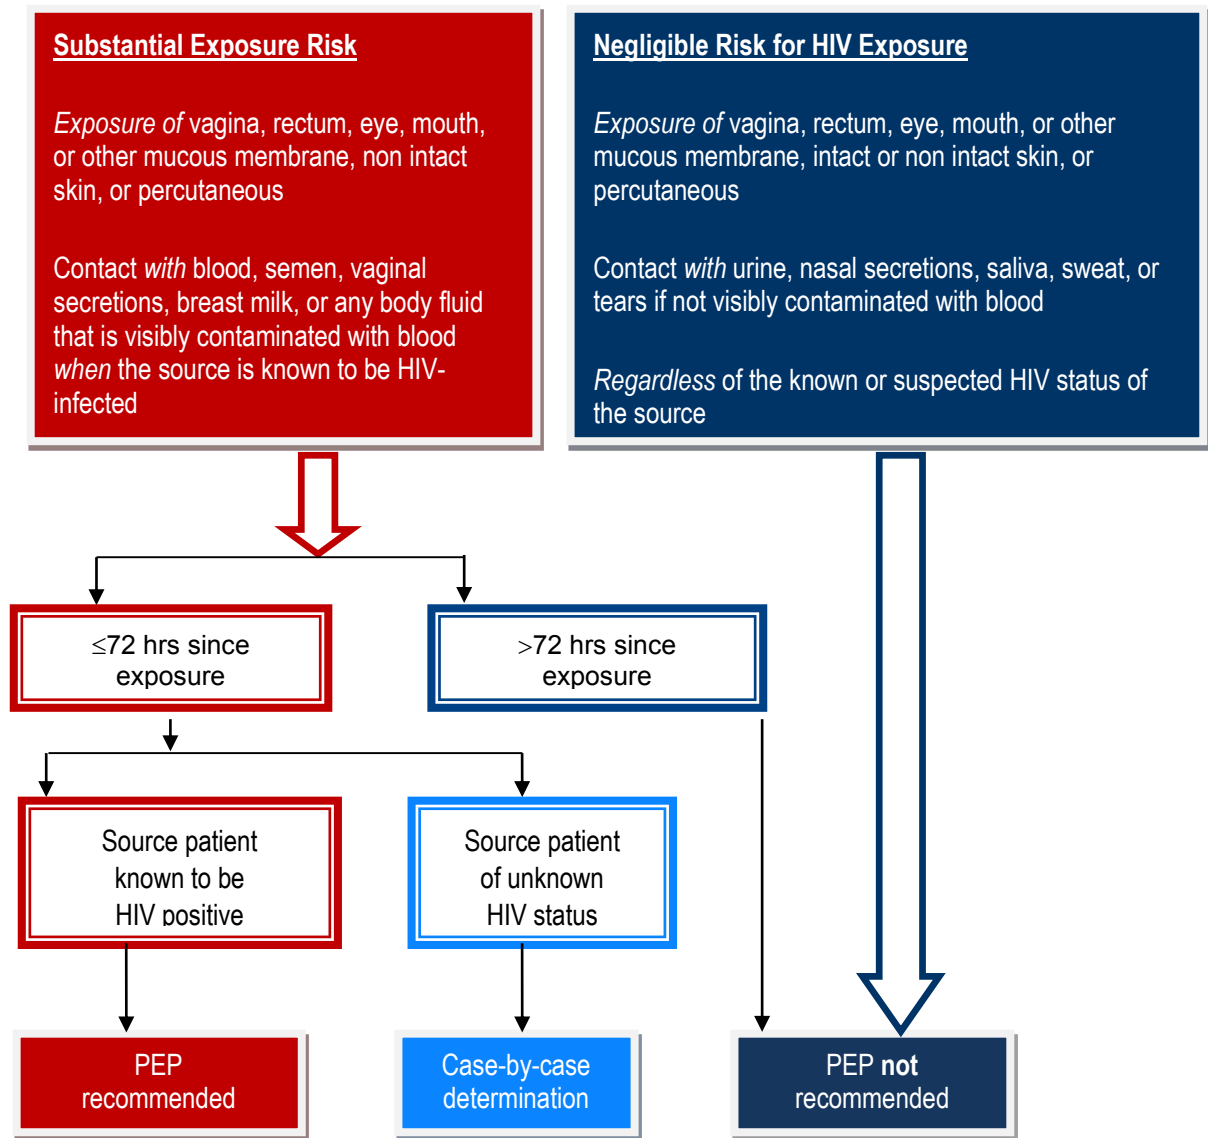 Substantial Exposure Risk
Exposure of vagina, rectum, eye, mouth,
or other mucous membrane, non intact
skin, or percutaneous
Contact with blood, semen, vaginal
secretions, breast milk, or any body fluid
that is visibly contaminated with blood
when the source is known to be HIV-
infected
Negligible Risk for HIV Exposure
Exposure of vagina, rectum, eye, mouth, or other
mucous membrane, intact or non intact skin, or
percutaneous
Contact with urine, nasal secretions, saliva, sweat, or
tears if not visibly contaminated with blood
Regardless of the known or suspected HIV status of
the source
≤72 hrs since
exposure
>72 hrs since
exposure
Source patient
known to be
HIV positive
Source patient
of unknown
HIV status
PEP
recommended
Case-by-case
determination
PEP not
recommended